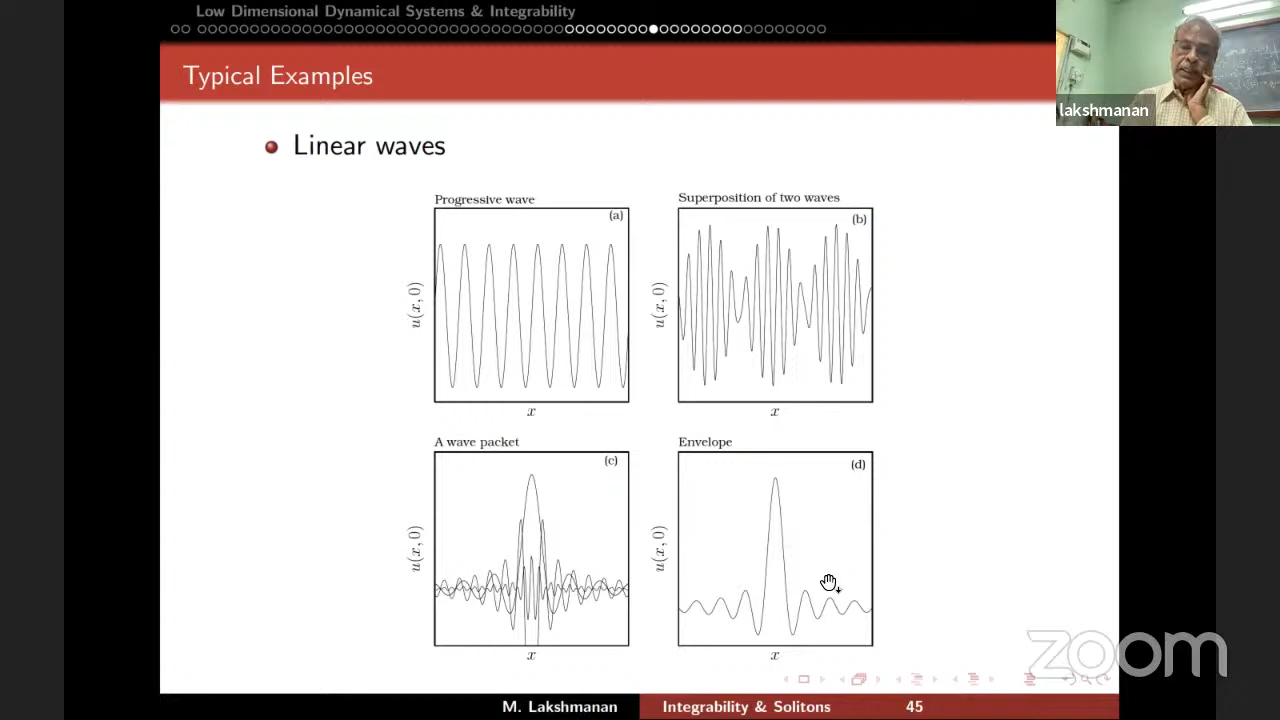 Low Dimensional Dynamical Systems & Integrability
Typical Examples
lakshmanan
Linear waves
Progressive wave
(a)
u(x, 0)
x
Superposition of two waves
(b)
u(x, 0)
x
A wave packet
(c)
u(x, 0)
x
Envelope
(d)
u(x, 0)
x
zoom
M. Lakshmanan
Integrability & Solitons
45